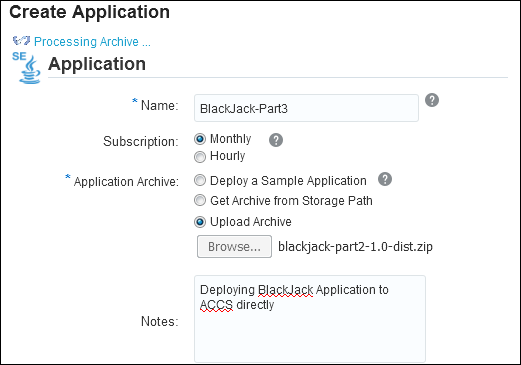 Create Application
Processing Archive ...
SE
Application
* Name: BlackJack-Part3 ?
Subscription: Monthly ?
Hourly
* Application Archive: Deploy a Sample Application ?
Get Archive from Storage Path
Upload Archive
Browse... blackjack-part2-1.0-dist.zip
Deploying BlackJack Application to
ACCS directly
Notes: